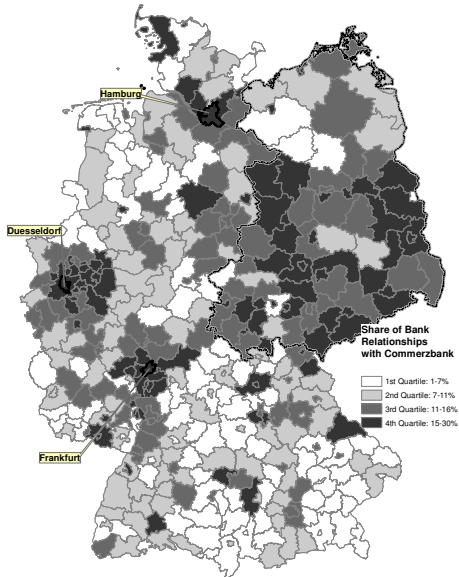 Hamburg
Duesseldorf
Share of Bank
Relationships
with Commerzbank
1st Quartile: 1-7%
2nd Quartile: 7-11%
3rd Quartile: 11-16%
4th Quartile: 15-30%
Frankfurt